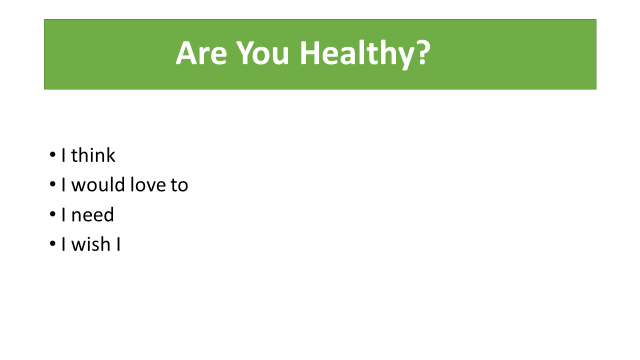 Are You Healthy?
• I think
• I would love to
• I need
• I wish I